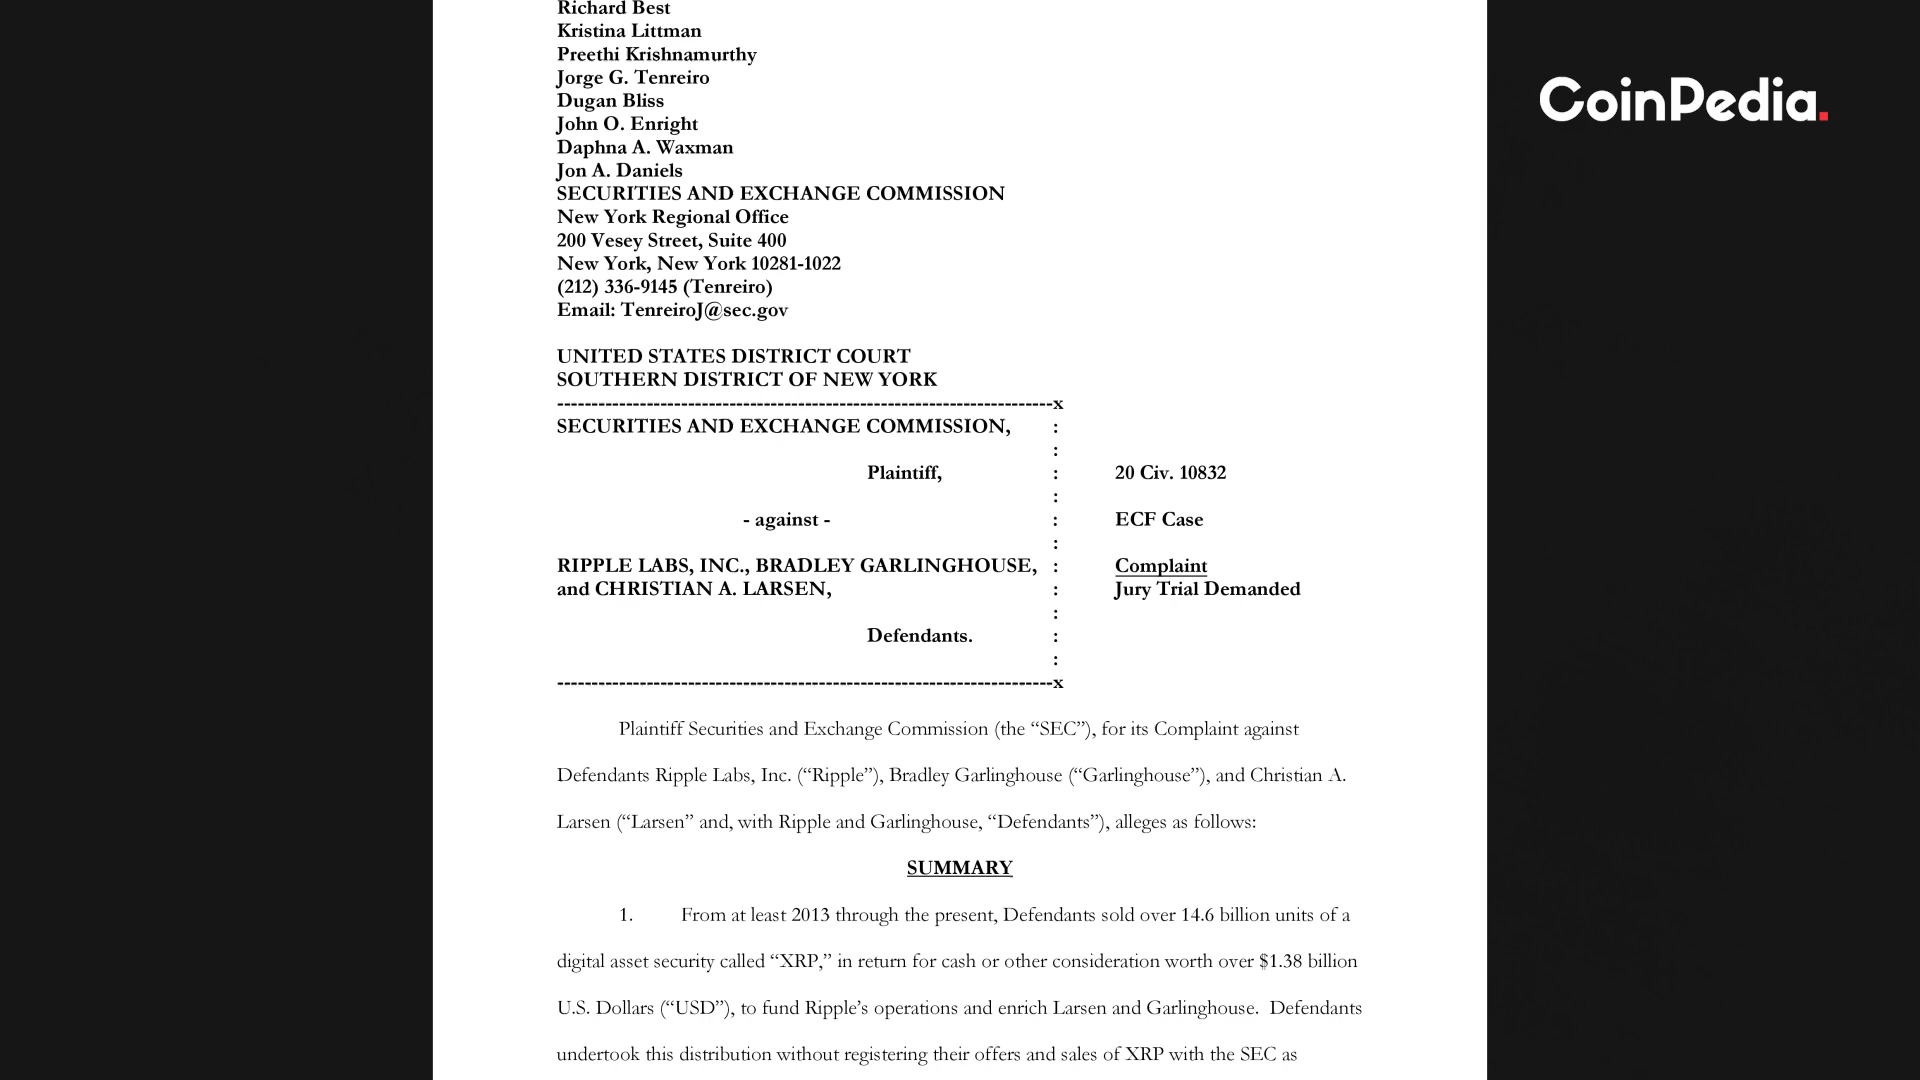 Richard Best
Kristina Littman
Preethi Krishnamurthy
Jorge G. Tenreiro
Dugan Bliss
John O. Enright
Daphna A. Waxman
Jon A. Daniels
SECURITIES AND EXCHANGE COMMISSION
New York Regional Office
200 Vesey Street, Suite 400
New York, New York 10281-1022
(212) 336-9145 (Tenreiro)
Email: TenreiroJ@sec.gov
CoinPedia.
UNITED STATES DISTRICT COURT
SOUTHERN DISTRICT OF NEW YORK
------------------------------------------------------------------------x
SECURITIES AND EXCHANGE COMMISSION, :
:
Plaintiff, : 20 Civ. 10832
:
- against - : ECF Case
:
RIPPLE LABS, INC., BRADLEY GARLINGHOUSE, : Complaint
and CHRISTIAN A. LARSEN, : Jury Trial Demanded
:
Defendants. :
:
------------------------------------------------------------------------x
Plaintiff Securities and Exchange Commission (the “SEC”), for its Complaint against
Defendants Ripple Labs, Inc. (“Ripple”), Bradley Garlinghouse (“Garlinghouse”), and Christian A.
Larsen (“Larsen” and, with Ripple and Garlinghouse, “Defendants”), alleges as follows:
SUMMARY
1. From at least 2013 through the present, Defendants sold over 14.6 billion units of a
digital asset security called “XRP,” in return for cash or other consideration worth over $1.38 billion
U.S. Dollars (“USD”), to fund Ripple’s operations and enrich Larsen and Garlinghouse. Defendants
undertook this distribution without registering their offers and sales of XRP with the SEC as